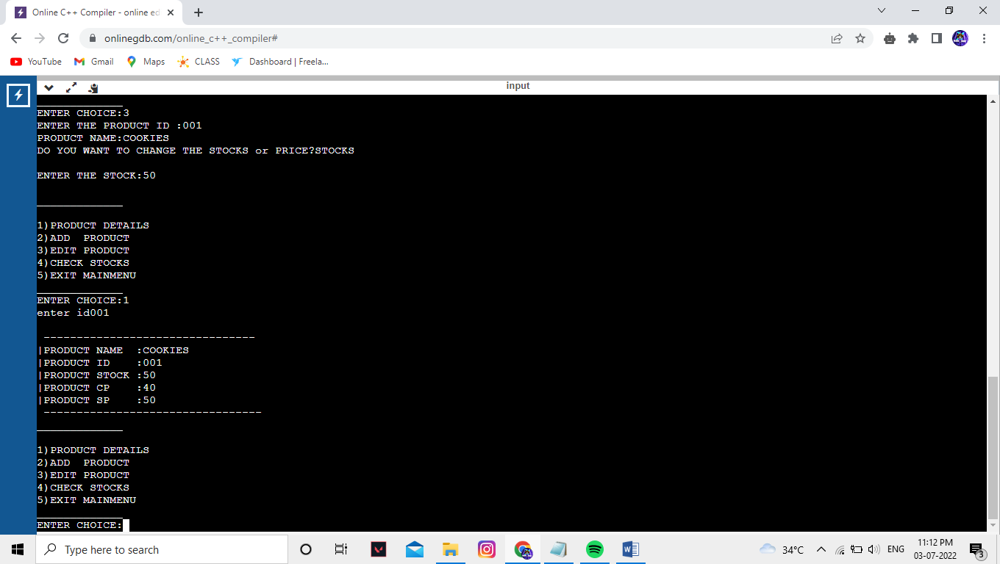 Online C++ Compiler - online ed
onlinegdb.com/online_c++_compiler#
YouTube Gmail Maps CLASS Dashboard | Freela...
input
ENTER CHOICE:3
ENTER THE PRODUCT ID :001
PRODUCT NAME:COOKIES
DO YOU WANT TO CHANGE THE STOCKS or PRICE?STOCKS
ENTER THE STOCK:50
_____________
1)PRODUCT DETAILS
2)ADD  PRODUCT
3)EDIT PRODUCT
4)CHECK STOCKS
5)EXIT MAINMENU
_____________
ENTER CHOICE:1
enter id001
--------------------------------
|PRODUCT NAME  :COOKIES
|PRODUCT ID    :001
|PRODUCT STOCK :50
|PRODUCT CP    :40
|PRODUCT SP    :50
---------------------------------
_____________
1)PRODUCT DETAILS
2)ADD  PRODUCT
3)EDIT PRODUCT
4)CHECK STOCKS
5)EXIT MAINMENU
_____________
ENTER CHOICE:
Type here to search
34°C
ENG
11:12 PM
03-07-2022
3